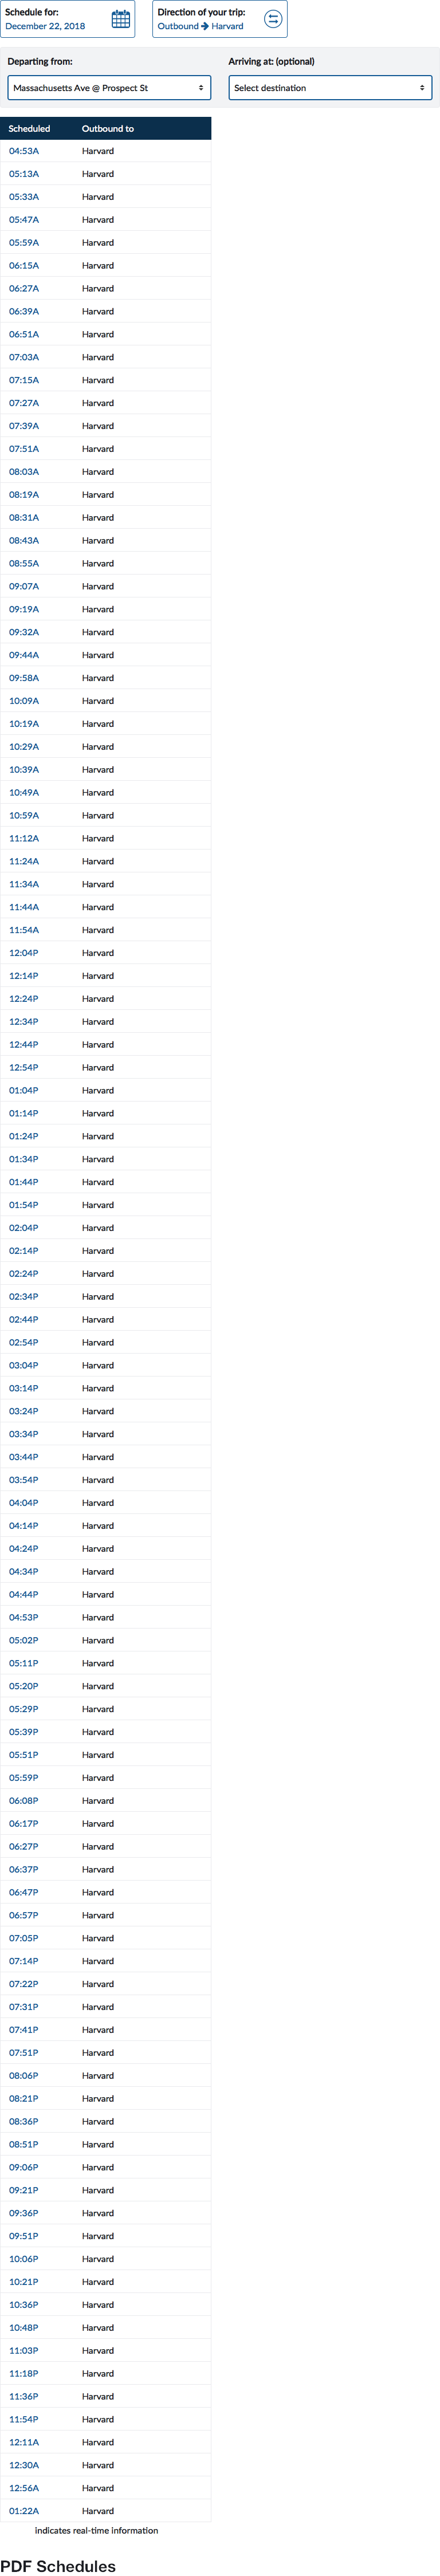 Schedule for:
December 22, 2018
Direction of your trip:
Outbound → Harvard
Departing from:
Massachusetts Ave @ Prospect St
Arriving at: (optional)
Select destination
Scheduled Outbound to
04:53A Harvard
05:13A Harvard
05:33A Harvard
05:47A Harvard
05:59A Harvard
06:15A Harvard
06:27A Harvard
06:39A Harvard
06:51A Harvard
07:03A Harvard
07:15A Harvard
07:27A Harvard
07:39A Harvard
07:51A Harvard
08:03A Harvard
08:19A Harvard
08:31A Harvard
08:43A Harvard
08:55A Harvard
09:07A Harvard
09:19A Harvard
09:32A Harvard
09:44A Harvard
09:58A Harvard
10:09A Harvard
10:19A Harvard
10:29A Harvard
10:39A Harvard
10:49A Harvard
10:59A Harvard
11:12A Harvard
11:24A Harvard
11:34A Harvard
11:44A Harvard
11:54A Harvard
12:04P Harvard
12:14P Harvard
12:24P Harvard
12:34P Harvard
12:44P Harvard
12:54P Harvard
01:04P Harvard
01:14P Harvard
01:24P Harvard
01:34P Harvard
01:44P Harvard
01:54P Harvard
02:04P Harvard
02:14P Harvard
02:24P Harvard
02:34P Harvard
02:44P Harvard
02:54P Harvard
03:04P Harvard
03:14P Harvard
03:24P Harvard
03:34P Harvard
03:44P Harvard
03:54P Harvard
04:04P Harvard
04:14P Harvard
04:24P Harvard
04:34P Harvard
04:44P Harvard
04:53P Harvard
05:02P Harvard
05:11P Harvard
05:20P Harvard
05:29P Harvard
05:39P Harvard
05:51P Harvard
05:59P Harvard
06:08P Harvard
06:17P Harvard
06:27P Harvard
06:37P Harvard
06:47P Harvard
06:57P Harvard
07:05P Harvard
07:14P Harvard
07:22P Harvard
07:31P Harvard
07:41P Harvard
07:51P Harvard
08:06P Harvard
08:21P Harvard
08:36P Harvard
08:51P Harvard
09:06P Harvard
09:21P Harvard
09:36P Harvard
09:51P Harvard
10:06P Harvard
10:21P Harvard
10:36P Harvard
10:48P Harvard
11:03P Harvard
11:18P Harvard
11:36P Harvard
11:54P Harvard
12:11A Harvard
12:30A Harvard
12:56A Harvard
01:22A Harvard
indicates real-time information
PDF Schedules